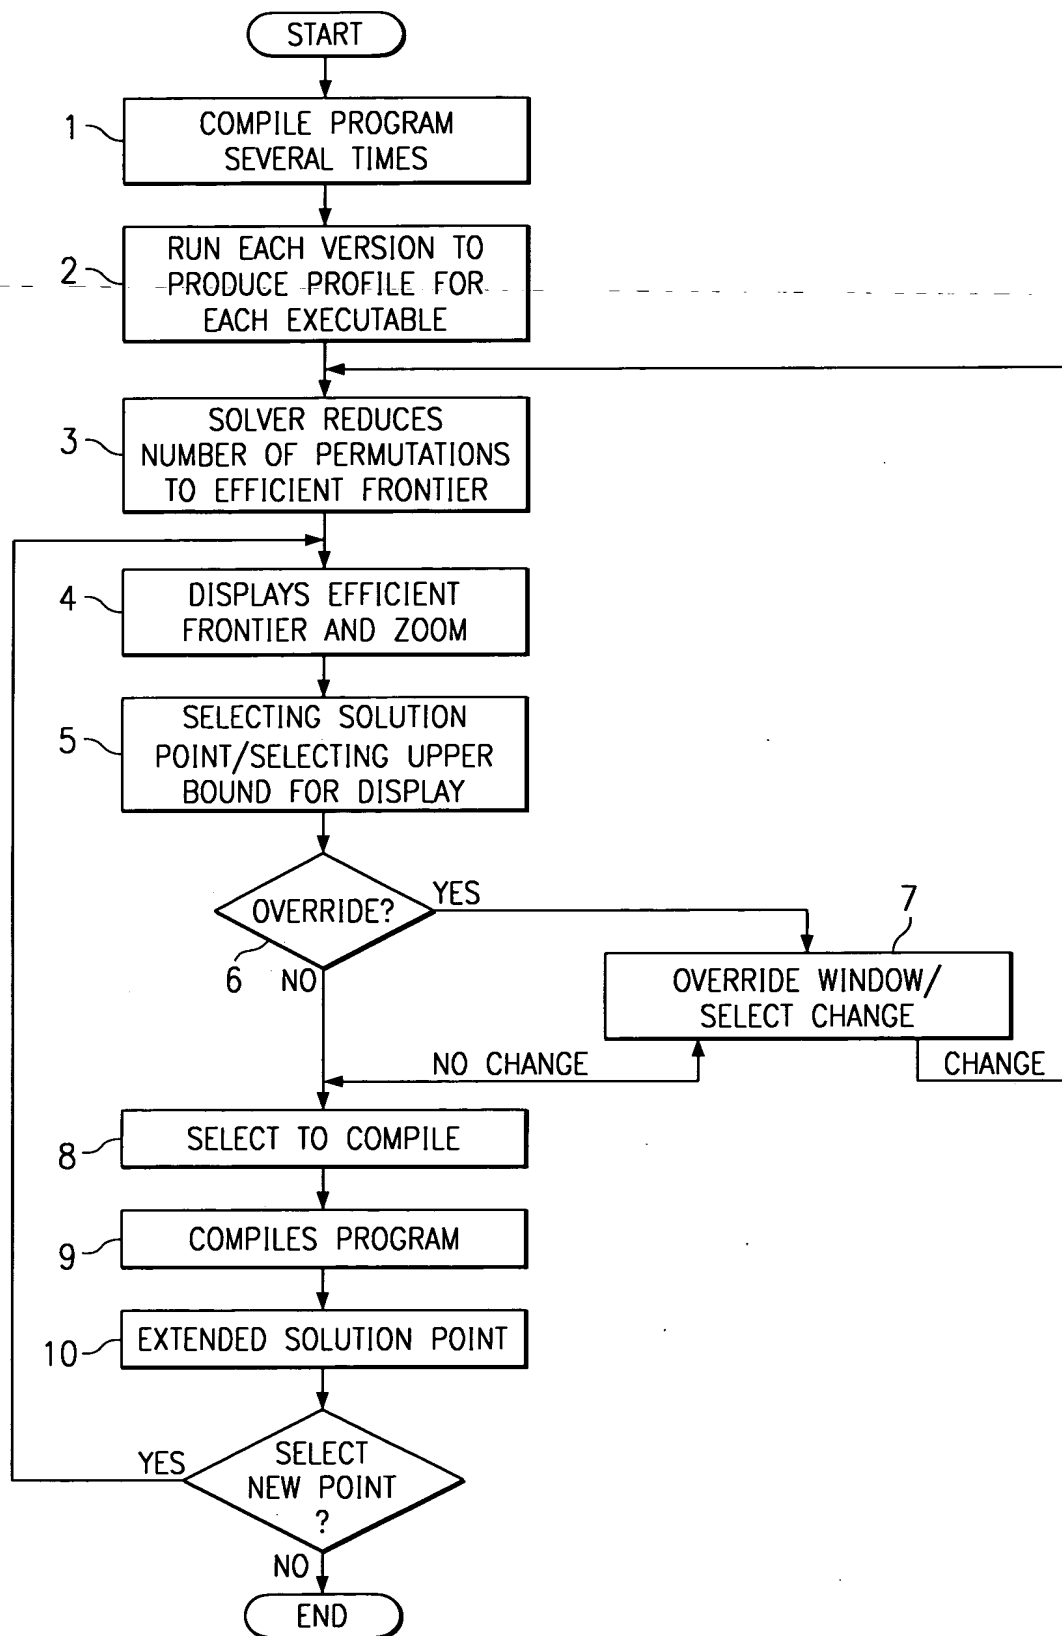 START
1
COMPILE PROGRAM
SEVERAL TIMES
2
RUN EACH VERSION TO
PRODUCE PROFILE FOR
EACH EXECUTABLE
3
SOLVER REDUCES
NUMBER OF PERMUTATIONS
TO EFFICIENT FRONTIER
4
DISPLAYS EFFICIENT
FRONTIER AND ZOOM
5
SELECTING SOLUTION
POINT/SELECTING UPPER
BOUND FOR DISPLAY
OVERRIDE?
YES
6
NO
7
OVERRIDE WINDOW/
SELECT CHANGE
NO CHANGE
CHANGE
8
SELECT TO COMPILE
9
COMPILES PROGRAM
10
EXTENDED SOLUTION POINT
YES
SELECT
NEW POINT
?
NO
END